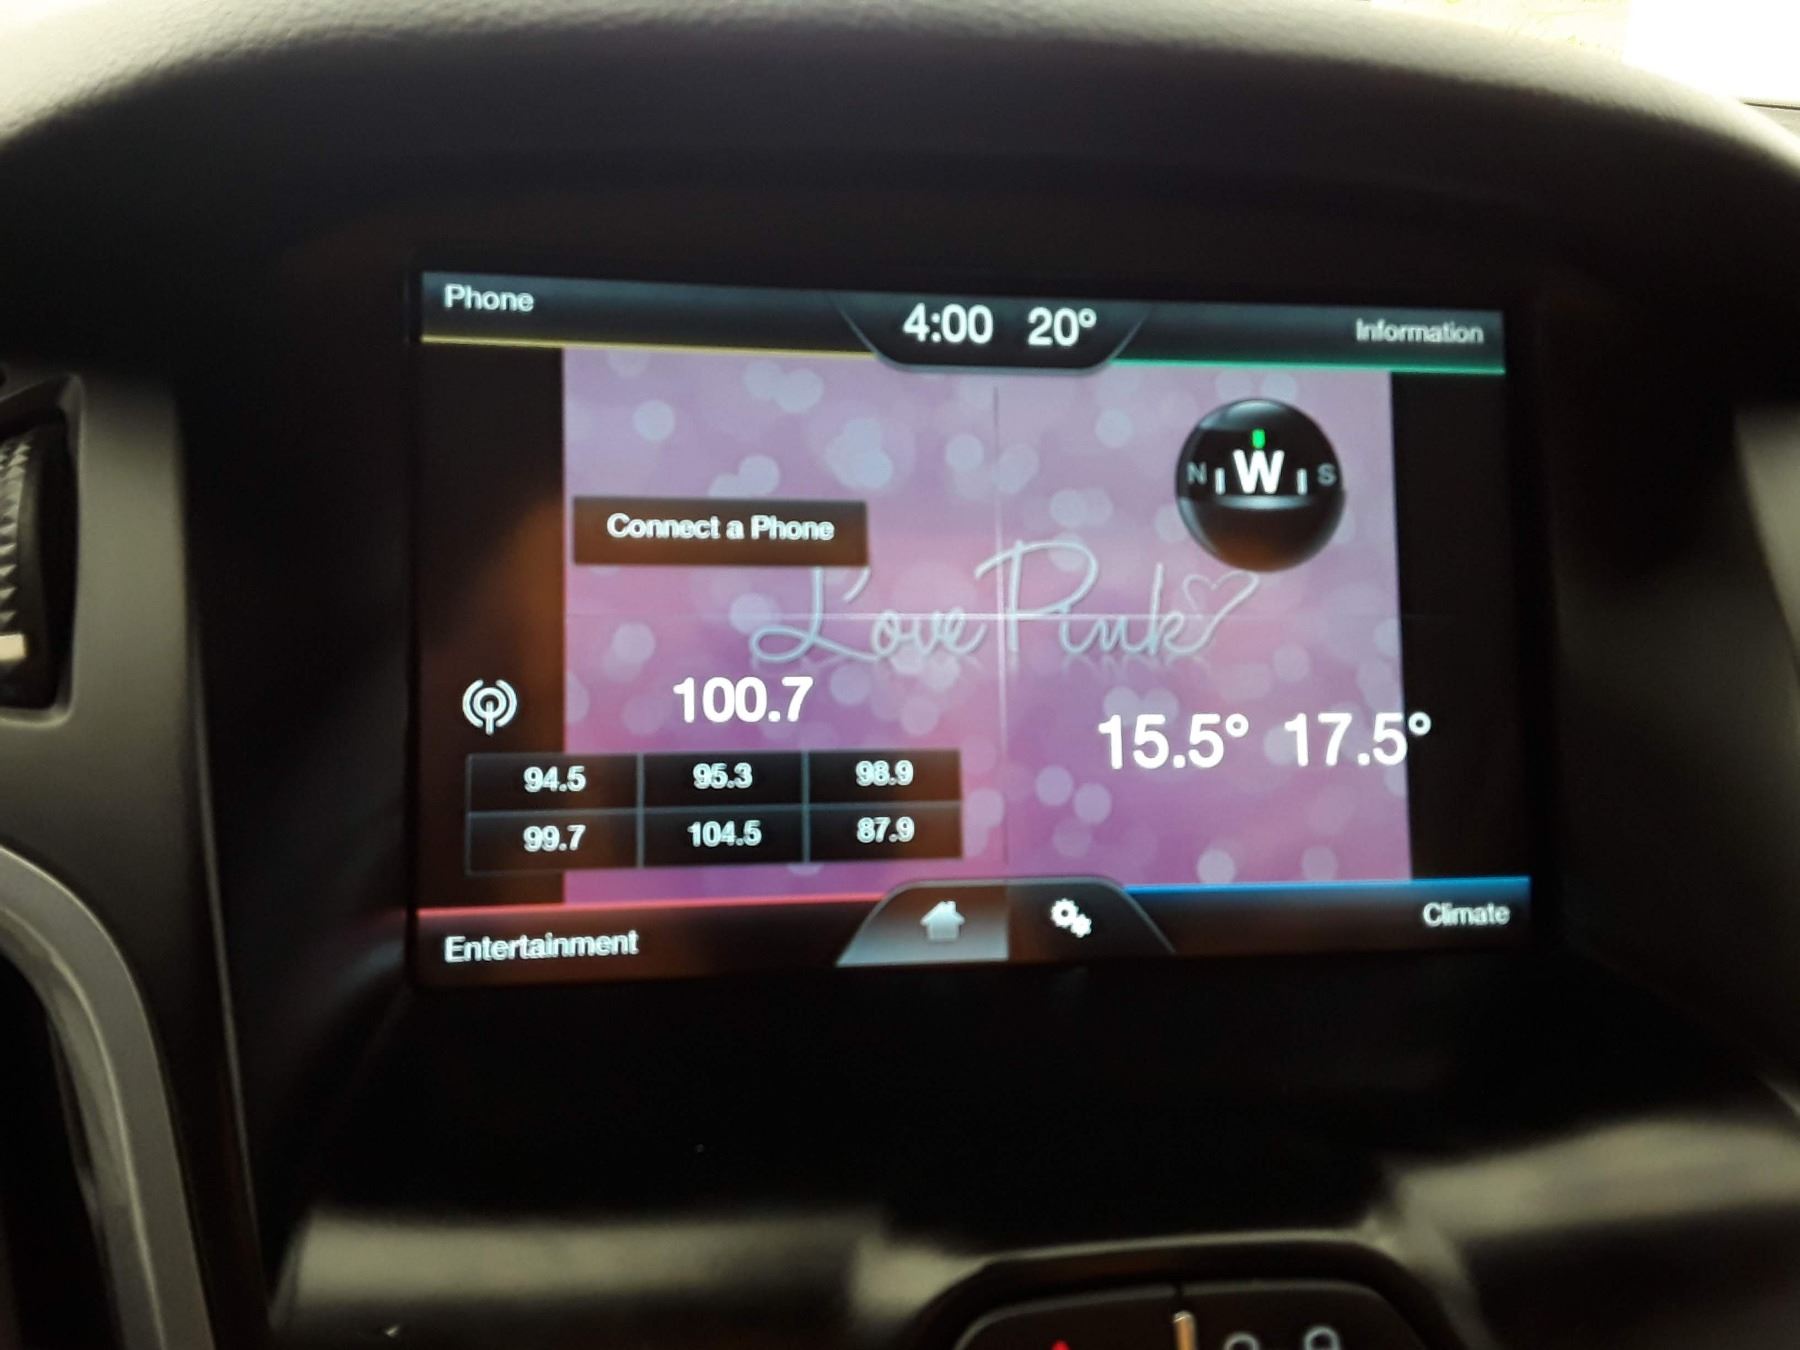 Phone
4:00 20°
Information
N W S
Connect a Phone
Love Pink
100.7
15.5° 17.5°
94.5 95.3 98.9
99.7 104.5 87.9
Entertainment
Climate